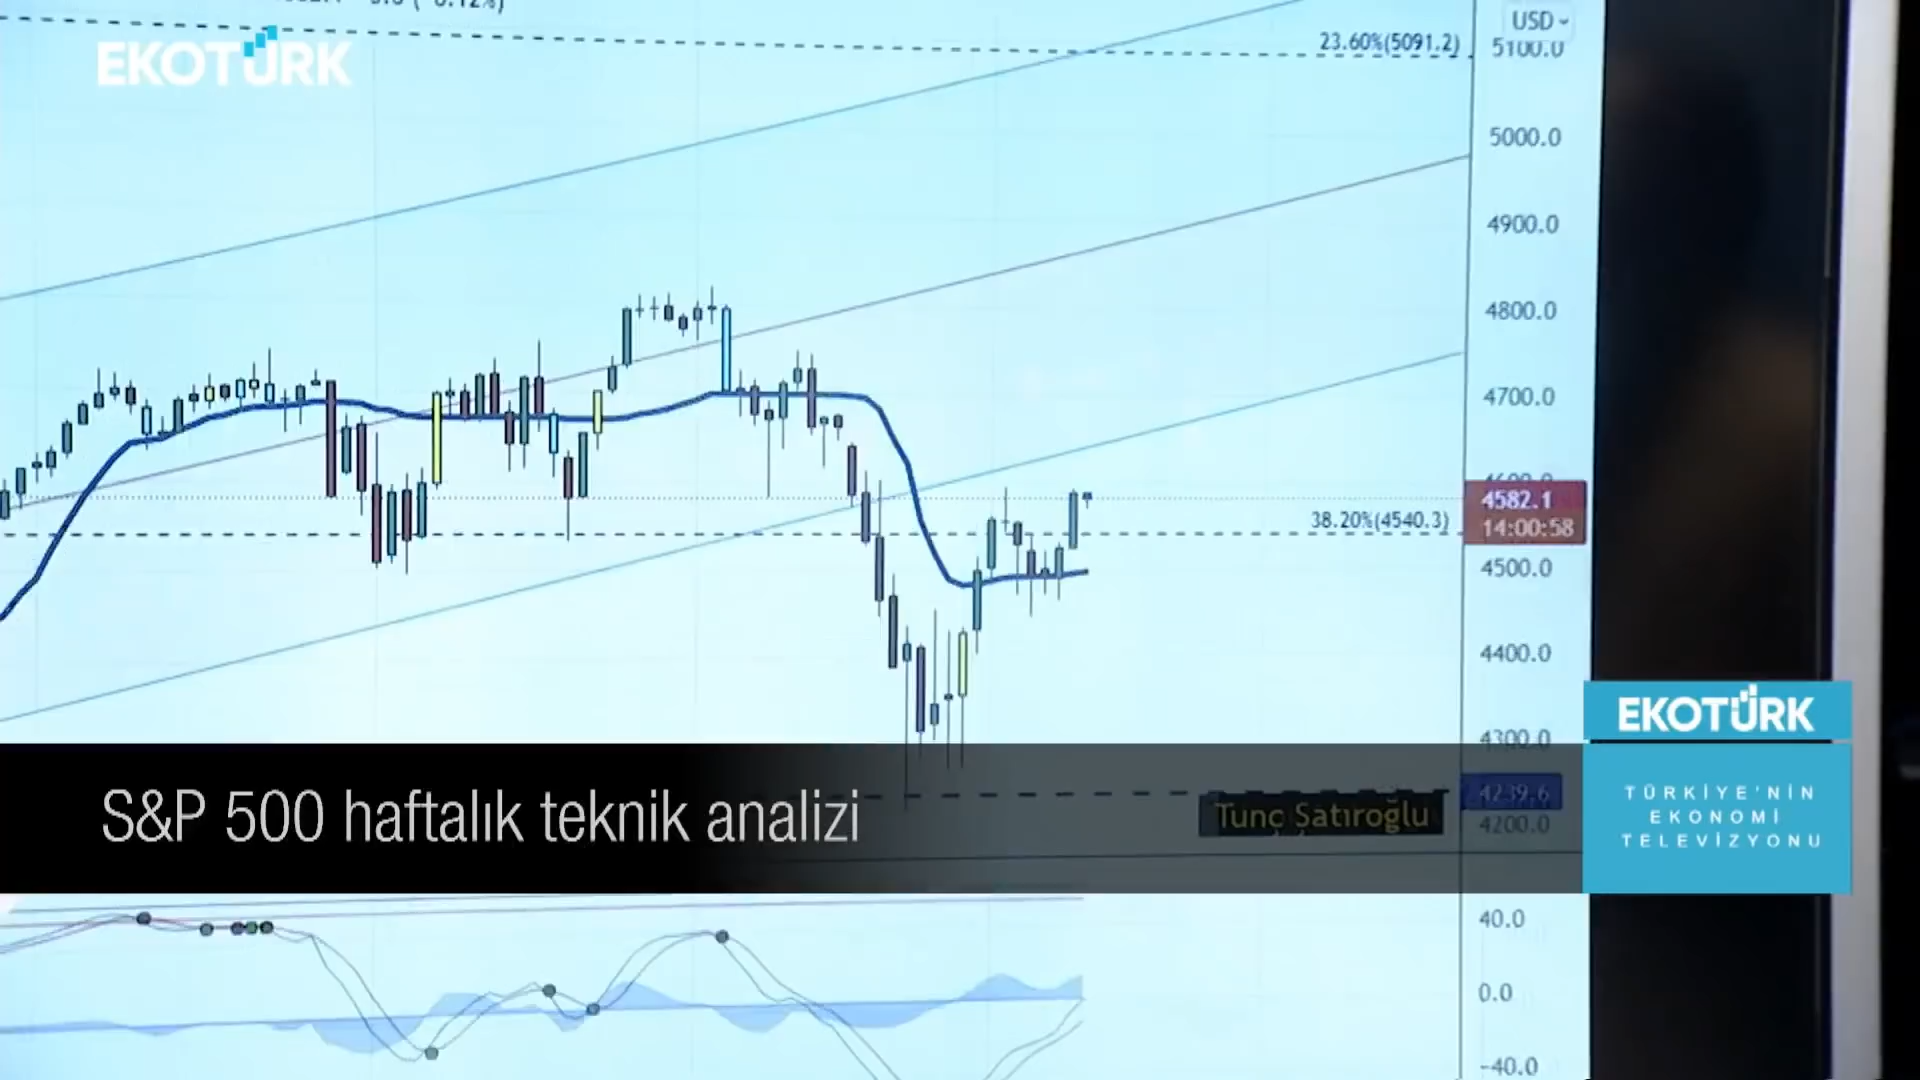 EKOTÜRK
USD
23.60%(5091.2)
5100.0
5000.0
4900.0
4800.0
4700.0
4582.1
38.20%(4540.3)
14:00:58
4500.0
4400.0
4300.0
EKOTÜRK
S&P 500 haftalık teknik analizi
4239.6
Tunç Şatıroğlu
4200.0
TÜRKİYE'NİN
EKONOMİ
TELEVİZYONU
40.0
0.0
-40.0